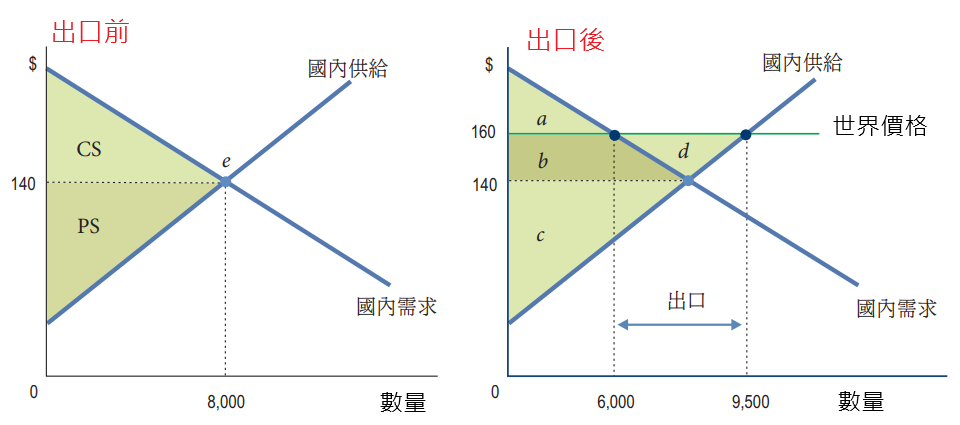 出口前
$
國內供給
CS
e
140
PS
國內需求
0
8,000
數量
出口後
$
國內供給
a
160
世界價格
b
d
140
c
出口
國內需求
0
6,000
9,500
數量